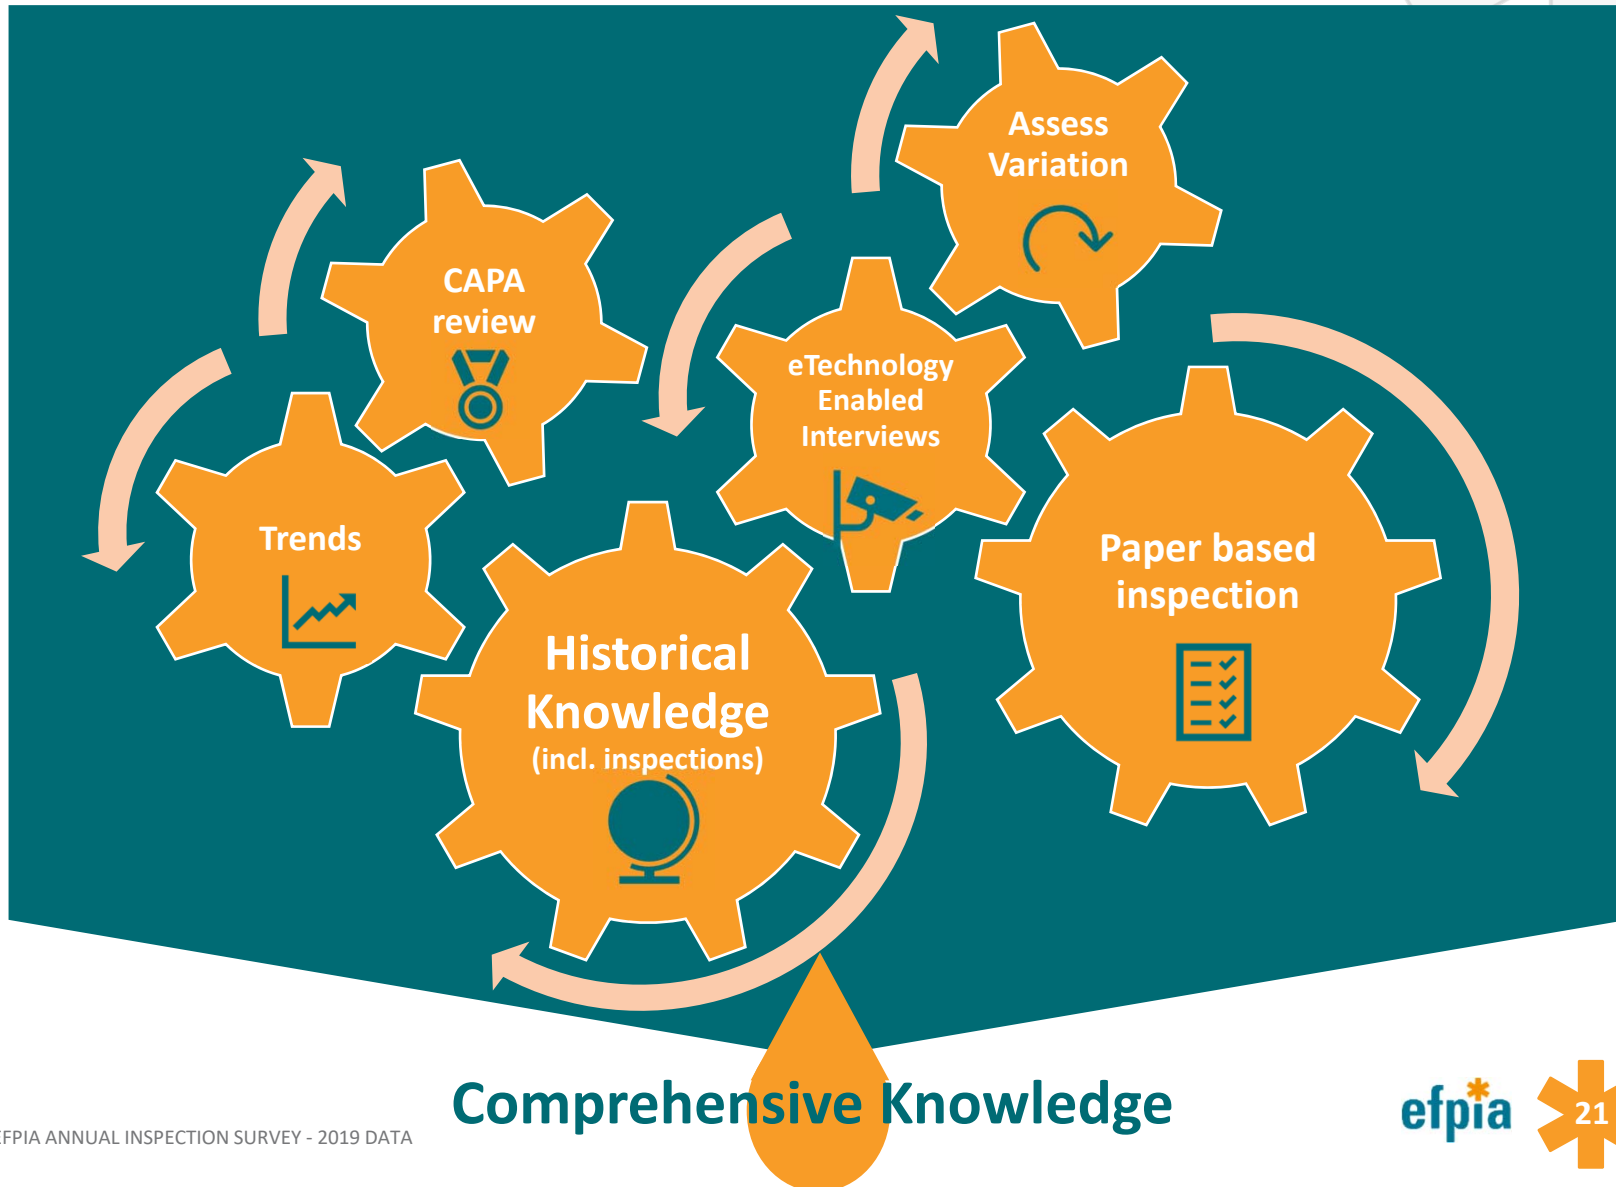 Assess
Variation
CAPA
review
eTechnology
Enabled
Interviews
Trends
Paper based
inspection
Historical
Knowledge
(incl. inspections)
Comprehensive Knowledge
EFPIA ANNUAL INSPECTION SURVEY - 2019 DATA
efpia
21